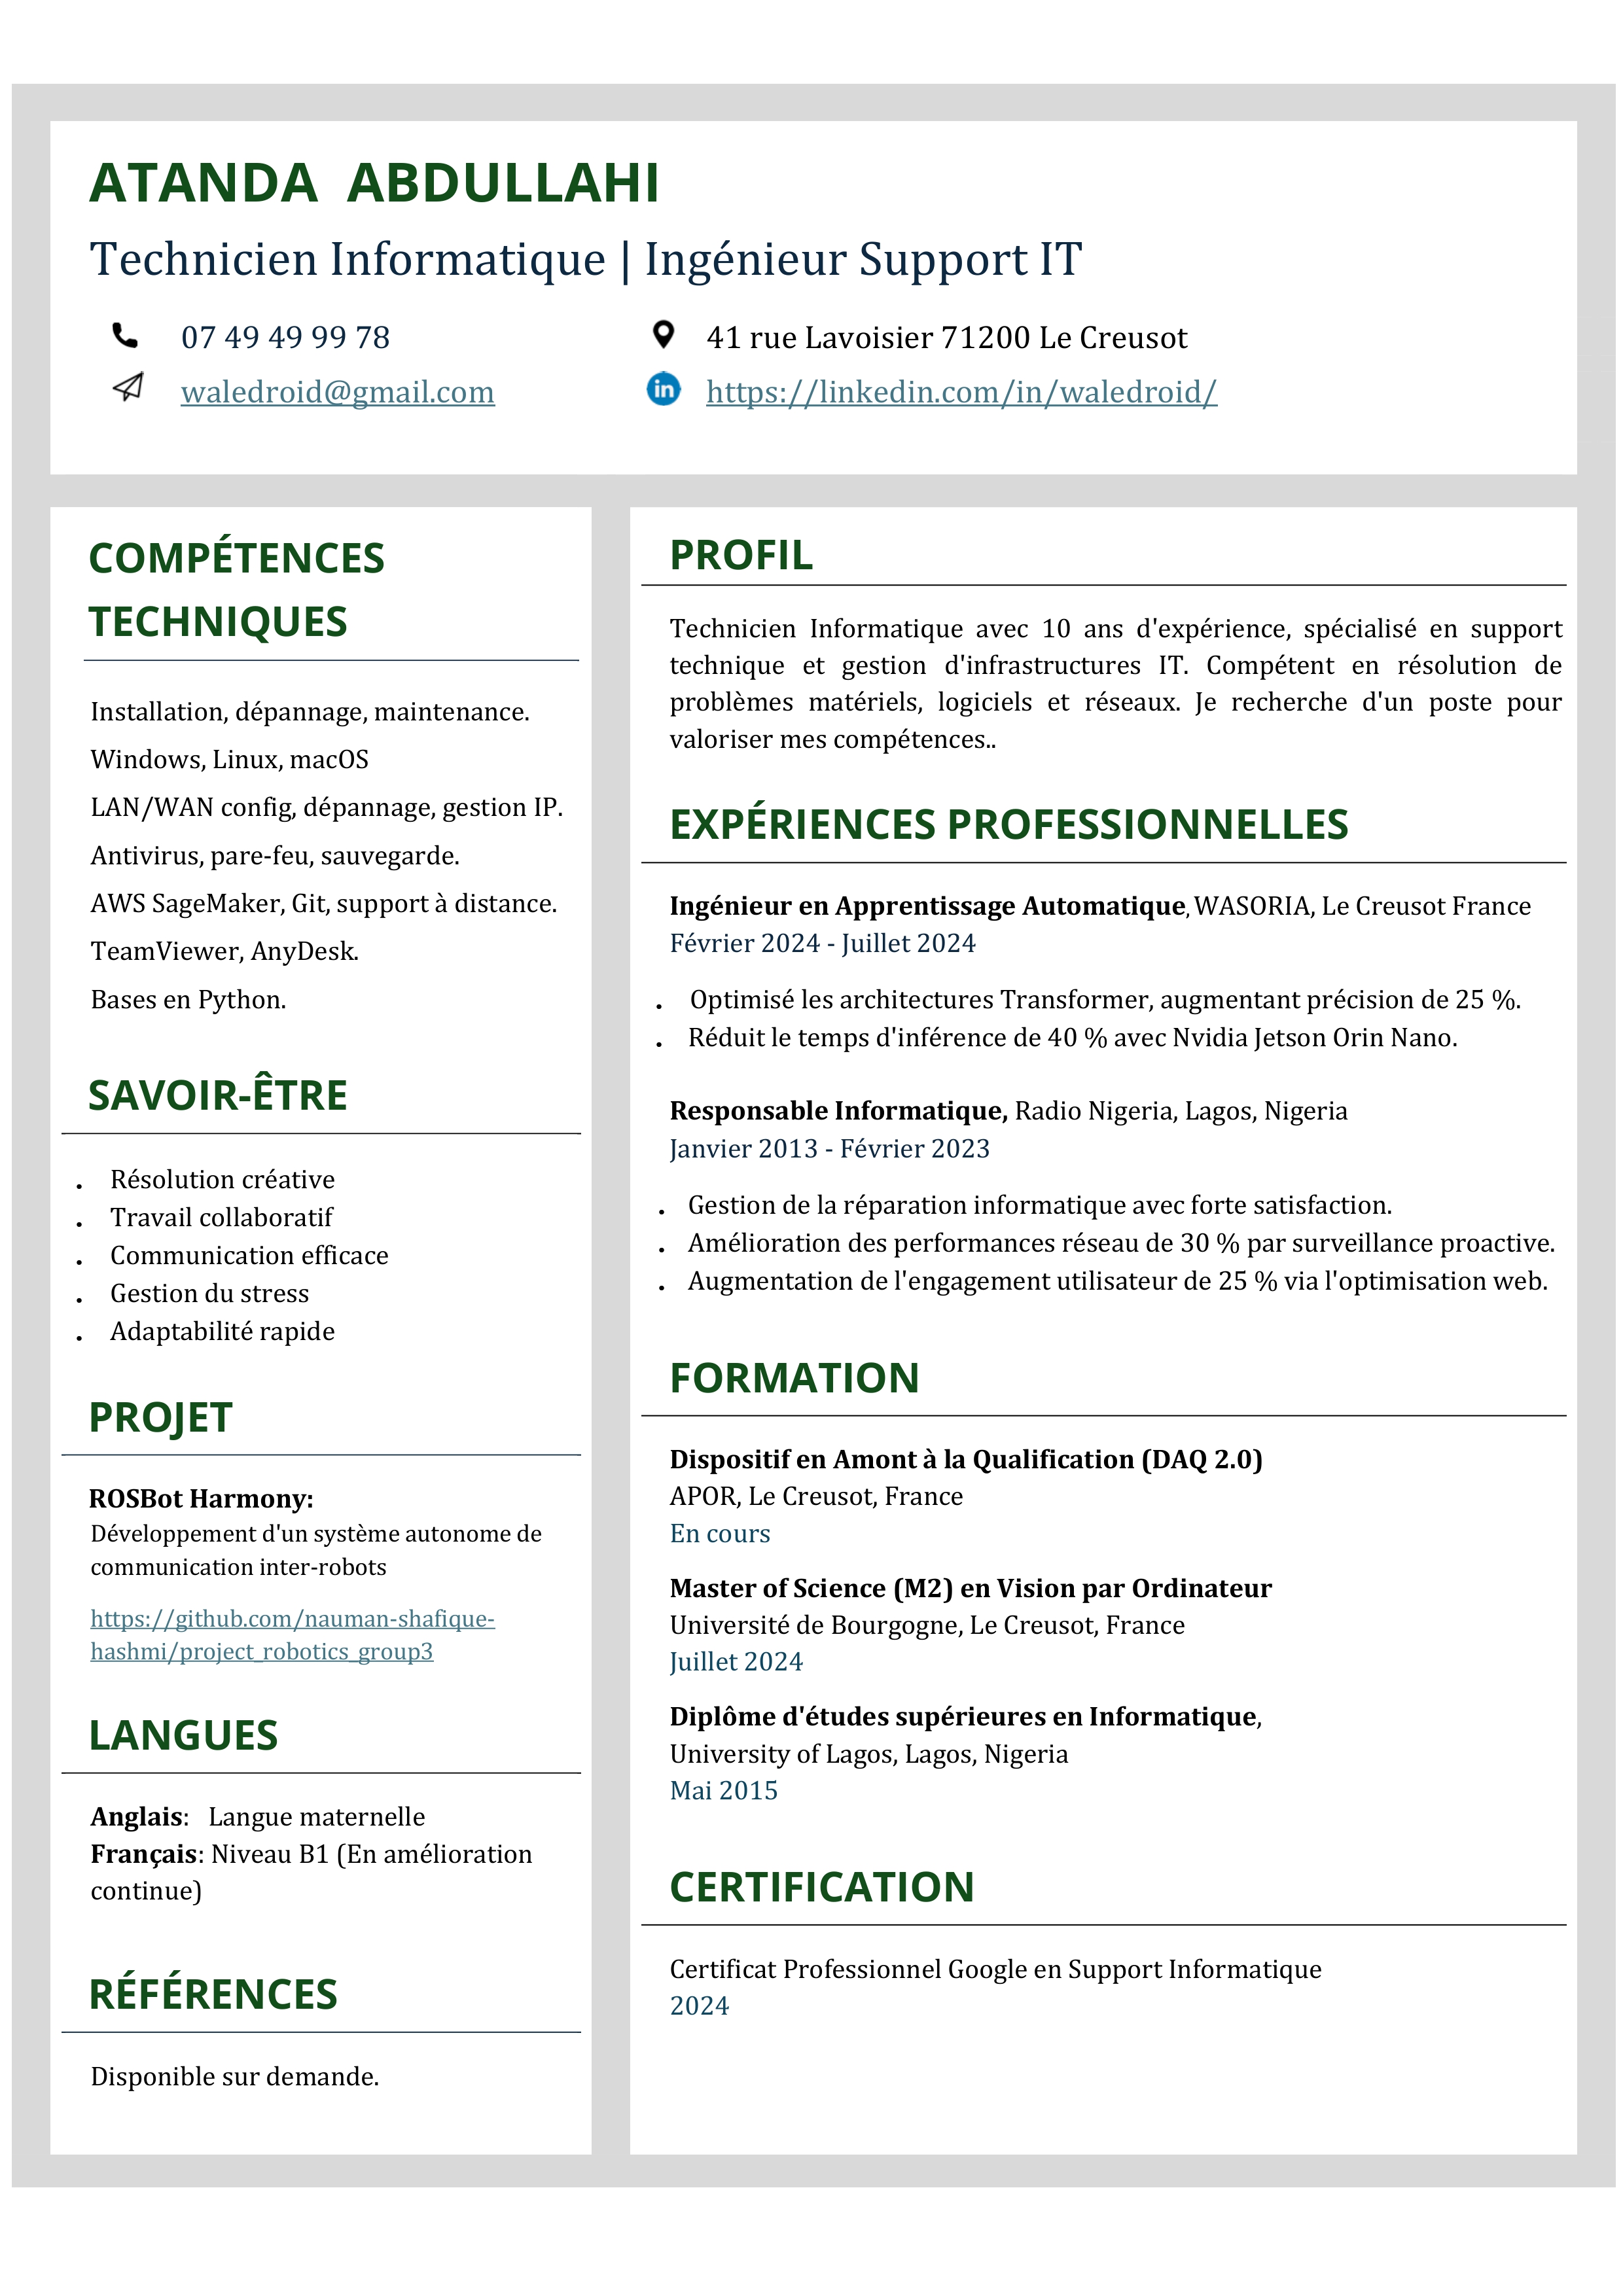 ATANDA ABDULLAHI
Technicien Informatique | Ingénieur Support IT
07 49 49 99 78
41 rue Lavoisier 71200 Le Creusot
waledroid@gmail.com
https://linkedin.com/in/waledroid/
COMPÉTENCES
TECHNIQUES
Installation, dépannage, maintenance.
Windows, Linux, macOS
LAN/WAN config, dépannage, gestion IP.
Antivirus, pare-feu, sauvegarde.
AWS SageMaker, Git, support à distance.
TeamViewer, AnyDesk.
Bases en Python.
SAVOIR-ÊTRE
. Résolution créative
. Travail collaboratif
. Communication efficace
. Gestion du stress
. Adaptabilité rapide
PROJET
ROSBot Harmony:
Développement d'un système autonome de
communication inter-robots
https://github.com/nauman-shafique-
hashmi/project_robotics_group3
LANGUES
Anglais: Langue maternelle
Français: Niveau B1 (En amélioration
continue)
RÉFÉRENCES
Disponible sur demande.
PROFIL
Technicien Informatique avec 10 ans d'expérience, spécialisé en support
technique et gestion d'infrastructures IT. Compétent en résolution de
problèmes matériels, logiciels et réseaux. Je recherche d'un poste pour
valoriser mes compétences..
EXPÉRIENCES PROFESSIONNELLES
Ingénieur en Apprentissage Automatique, WASORIA, Le Creusot France
Février 2024 - Juillet 2024
. Optimisé les architectures Transformer, augmentant précision de 25 %.
. Réduit le temps d'inférence de 40 % avec Nvidia Jetson Orin Nano.
Responsable Informatique, Radio Nigeria, Lagos, Nigeria
Janvier 2013 - Février 2023
. Gestion de la réparation informatique avec forte satisfaction.
. Amélioration des performances réseau de 30 % par surveillance proactive.
. Augmentation de l'engagement utilisateur de 25 % via l'optimisation web.
FORMATION
Dispositif en Amont à la Qualification (DAQ 2.0)
APOR, Le Creusot, France
En cours
Master of Science (M2) en Vision par Ordinateur
Université de Bourgogne, Le Creusot, France
Juillet 2024
Diplôme d'études supérieures en Informatique,
University of Lagos, Lagos, Nigeria
Mai 2015
CERTIFICATION
Certificat Professionnel Google en Support Informatique
2024